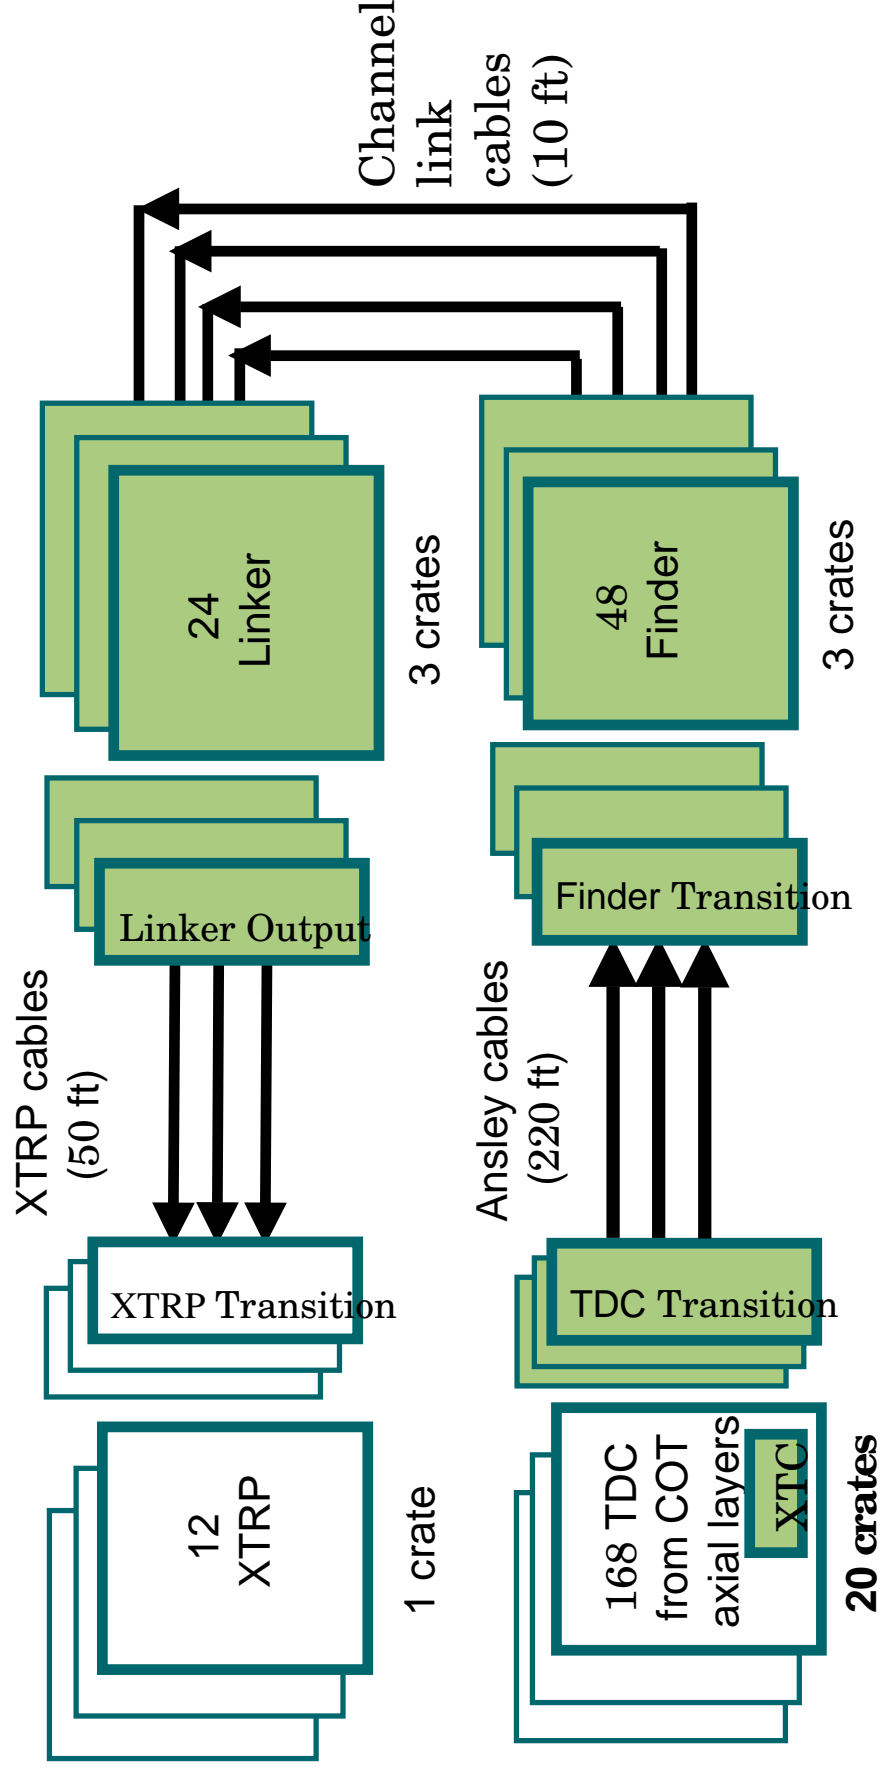 Channel
link
cables
(10 ft)
24
Linker
3 crates
48
Finder
3 crates
Linker Output
Finder Transition
XTRP cables
(50 ft)
Ansley cables
(220 ft)
XTRP Transition
TDC Transition
12
XTRP
1 crate
168 TDC
from COT
axial layers
XTC
20 crates